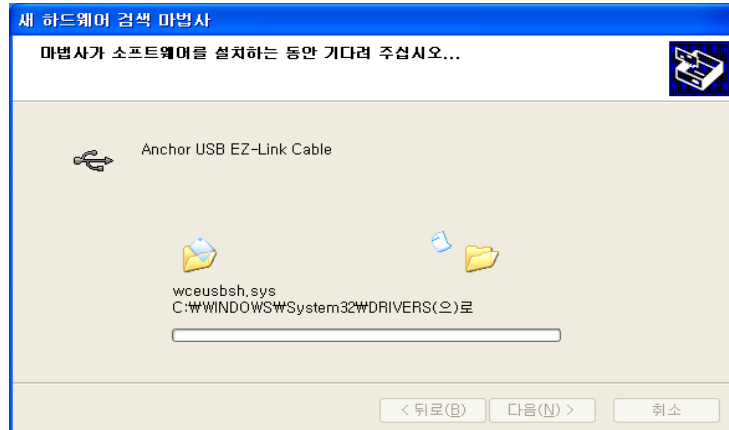 새 하드웨어 검색 마법사
마법사가 소프트웨어를 설치하는 동안 기다려 주십시오...
Anchor USB EZ-Link Cable
wceusbsh.sys
C:₩WINDOWS₩System32₩DRIVERS(으)로
< 뒤로(B) 다음(N) > 취소